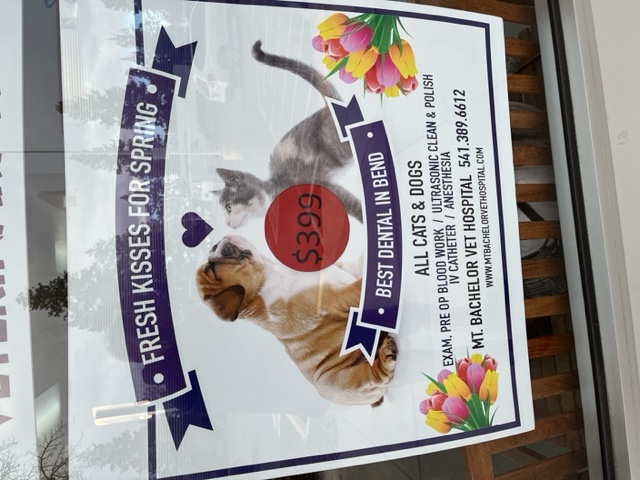 FRESH KISSES FOR SPRING
$399
BEST DENTAL IN BEND
ALL CATS & DOGS
EXAM, PRE OP BLOOD WORK / ULTRASONIC CLEAN & POLISH
IV CATHETER / ANESTHESIA
MT. BACHELOR VET HOSPITAL 541.389.6612
WWW.MTBACHELORVETHOSPITAL.COM